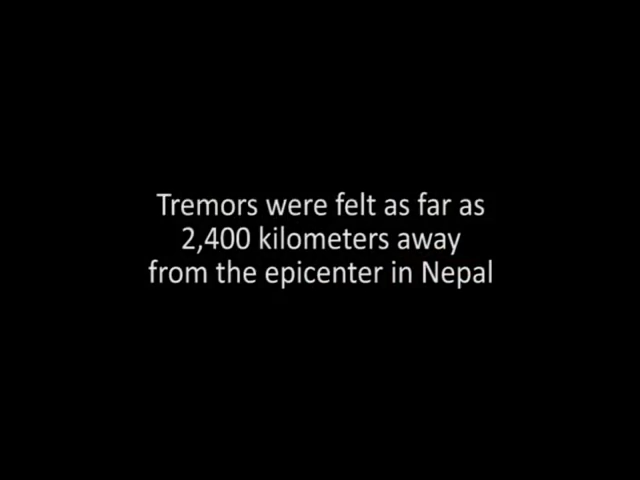 Tremors were felt as far as
2,400 kilometers away
from the epicenter in Nepal